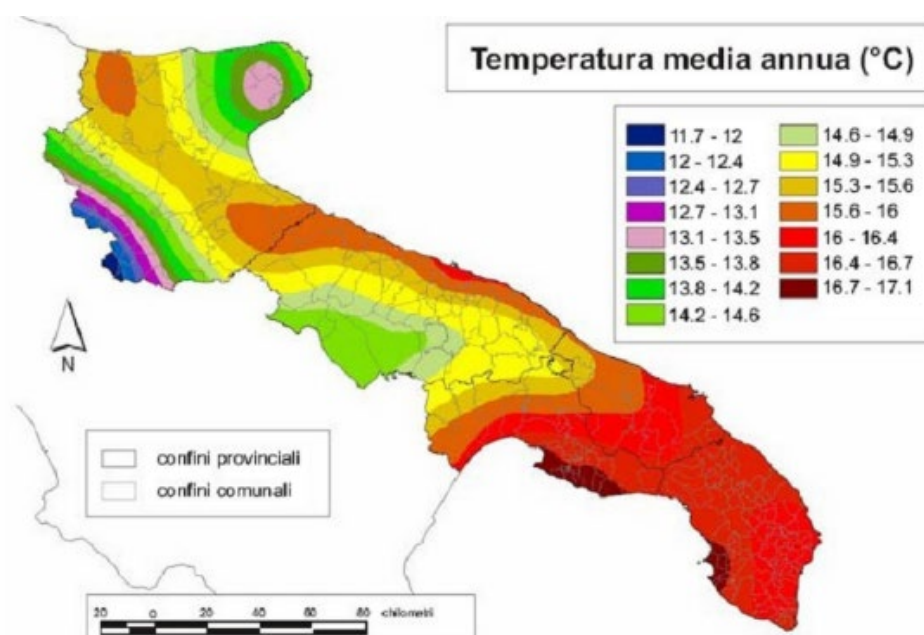 Temperatura media annua (°C)
11.7 - 12
12 - 12.4
12.4 - 12.7
12.7 - 13.1
13.1 - 13.5
13.5 - 13.8
13.8 - 14.2
14.2 - 14.6
14.6 - 14.9
14.9 - 15.3
15.3 - 15.6
15.6 - 16
16 - 16.4
16.4 - 16.7
16.7 - 17.1
N
confini provinciali
confini comunali
20 0 20 40 60 80 chilometri